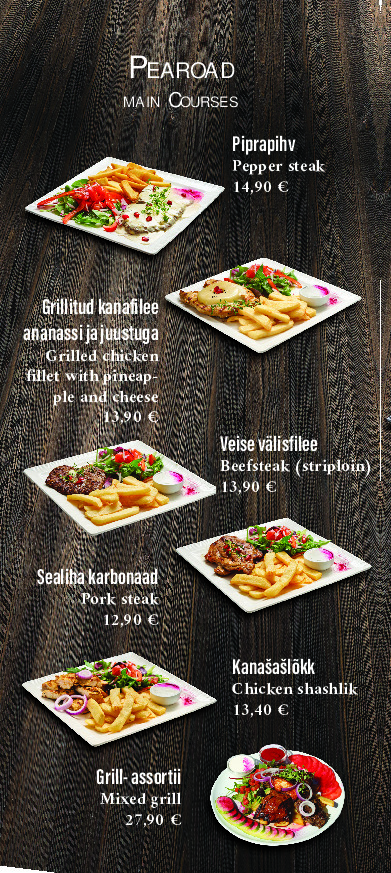 PEAROAD
MAIN COURSES
Piprapihv
Pepper steak
14,90 €
Grillitud kanafilee
ananassi ja juustuga
Grilled chicken
fillet with pineap-
ple and cheese
13,90 €
Veise välisfilee
Beefsteak (striploin)
13,90 €
Sealiha karbonaad
Pork steak
12,90 €
Kanašašlõkk
Chicken shashlik
13,40 €
Grill- assortii
Mixed grill
27,90 €